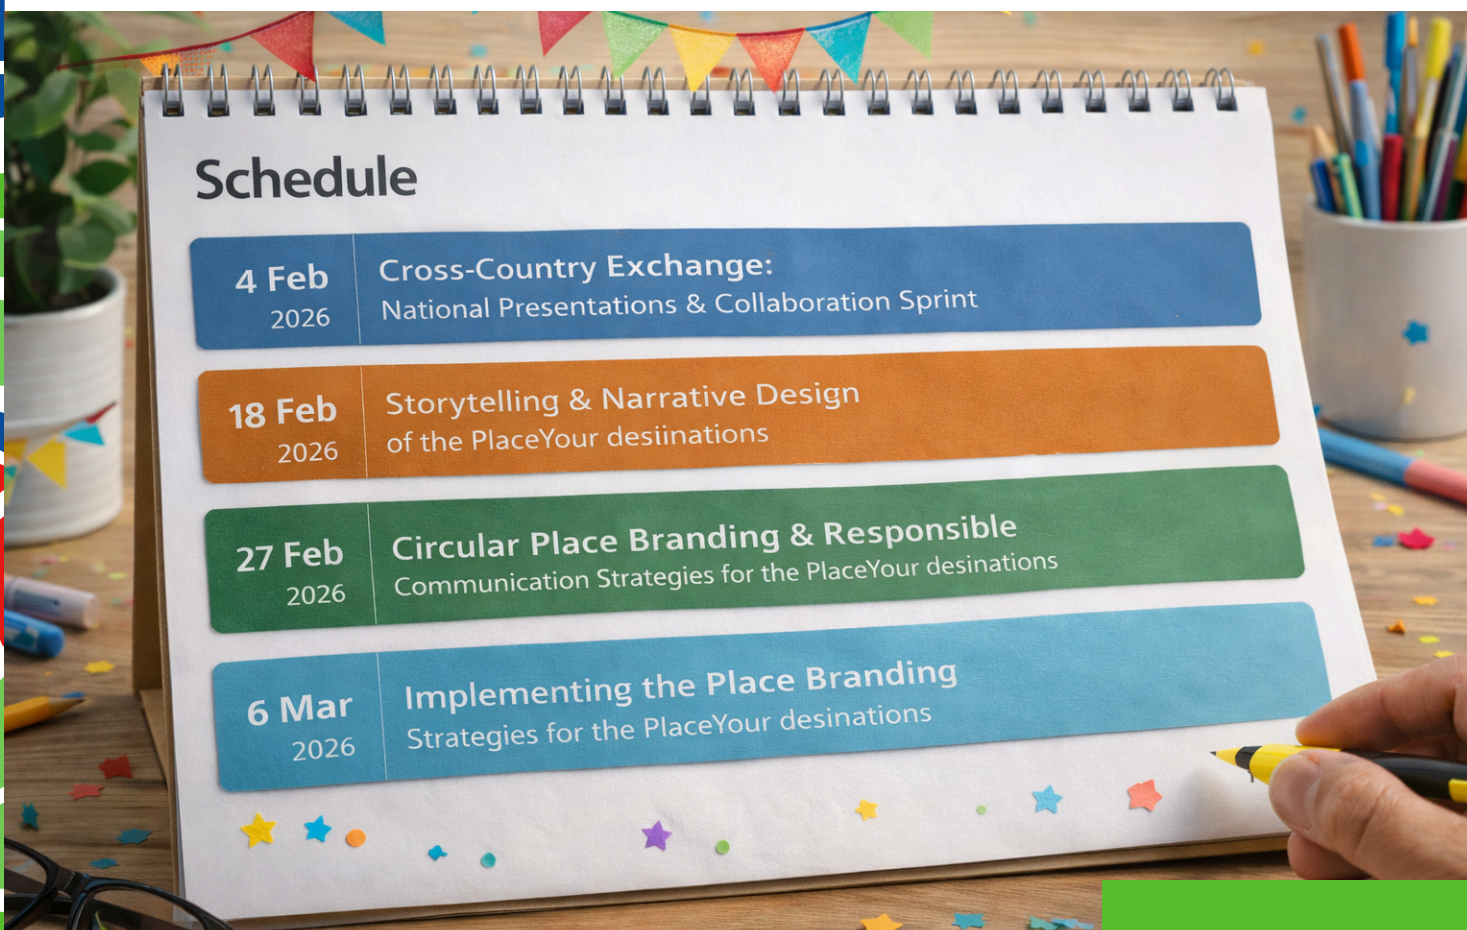 Schedule
4 Feb
2026
Cross-Country Exchange:
National Presentations & Collaboration Sprint
18 Feb
2026
Storytelling & Narrative Design
of the PlaceYour desiinations
27 Feb
2026
Circular Place Branding & Responsible
Communication Strategies for the PlaceYour desinations
6 Mar
2026
Implementing the Place Branding
Strategies for the PlaceYour desinations